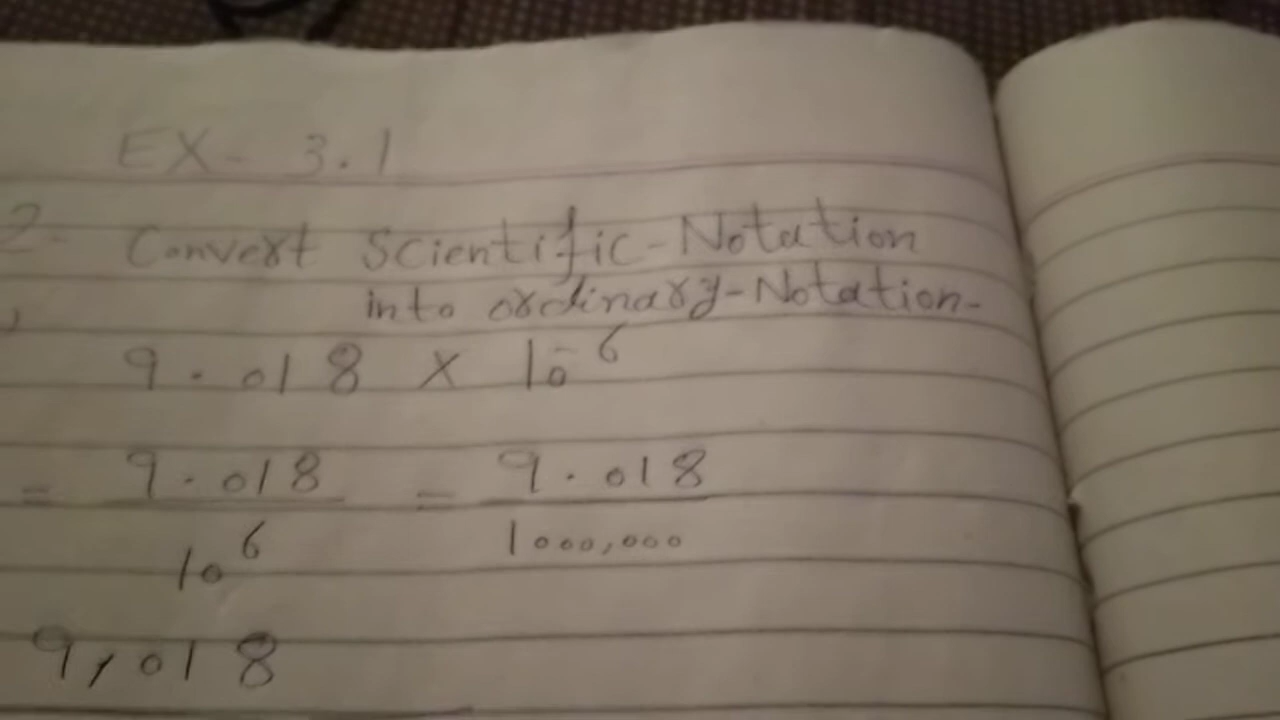 EX- 3.1
2- Convert Scientific-Notation
into ordinary-Notation-
9.018 × 10⁻⁶
= 9.018 = 9.018
10⁶ 1000,000
9,018